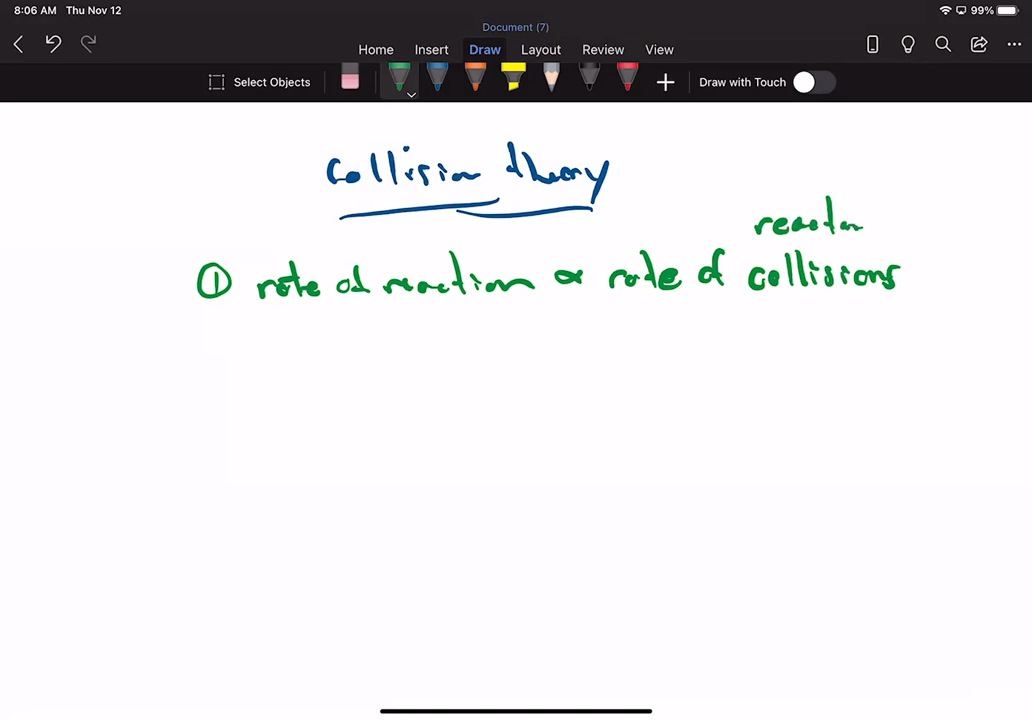 8:06 AM Thu Nov 12 99%
Document (7)
Home Insert Draw Layout Review View
Select Objects Draw with Touch
Collision theory
reactan
① rate of reaction ∝ rate of collisions